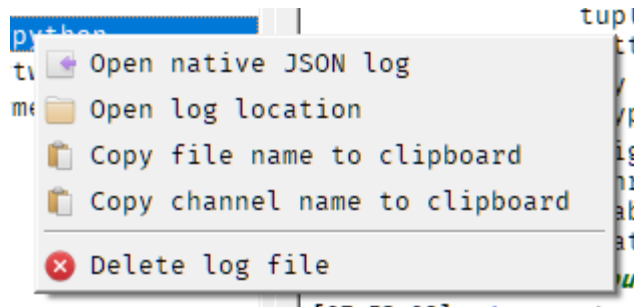 python
Open native JSON log
Open log location
Copy file name to clipboard
Copy channel name to clipboard
Delete log file